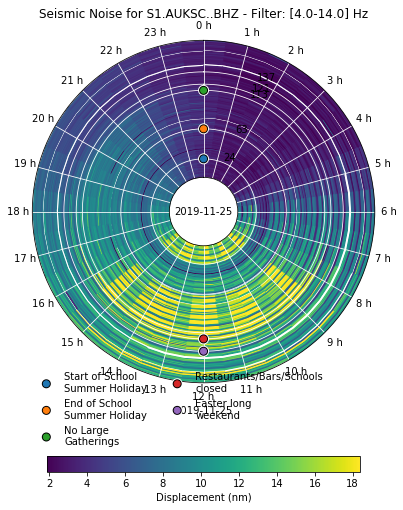 Seismic Noise for S1.AUKSC..BHZ - Filter: [4.0-14.0] Hz
0 h
23 h
1 h
22 h
2 h
21 h
3 h
20 h
4 h
19 h
5 h
18 h
6 h
17 h
7 h
16 h
8 h
15 h
9 h
14 h
10 h
13 h
11 h
12 h
24
2019-11-25
2019-11-25
Start of School
Summer Holiday
End of School
Summer Holiday
No Large
Gatherings
Restaurants/Bars/Schools
closed
Easter long
weekend
2
4
6
8
10
12
14
16
18
Displacement (nm)